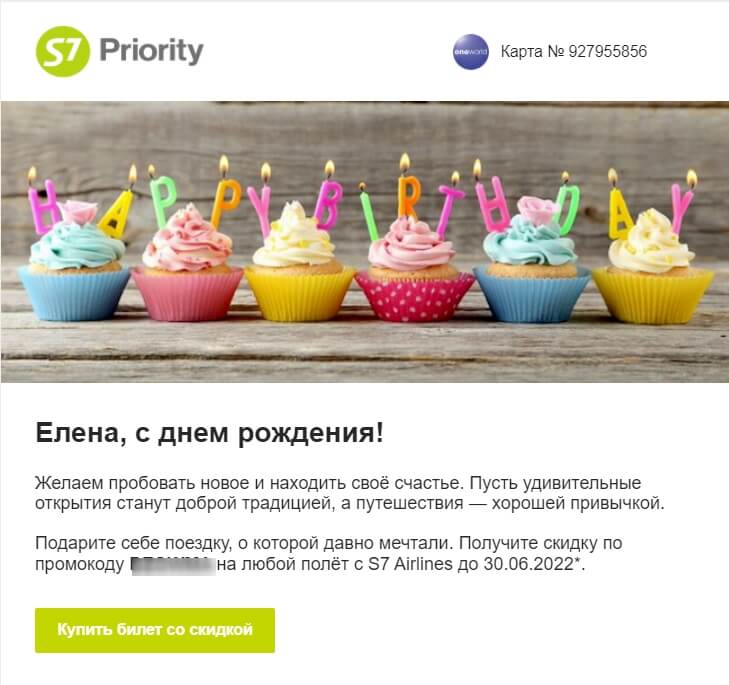 S7 Priority
oneworld
Карта № 927955856
HAPPY BIRTHDAY
Елена, с днем рождения!
Желаем пробовать новое и находить своё счастье. Пусть удивительные
открытия станут доброй традицией, а путешествия — хорошей привычкой.
Подарите себе поездку, о которой давно мечтали. Получите скидку по
промокоду на любой полёт с S7 Airlines до 30.06.2022*.
Купить билет со скидкой